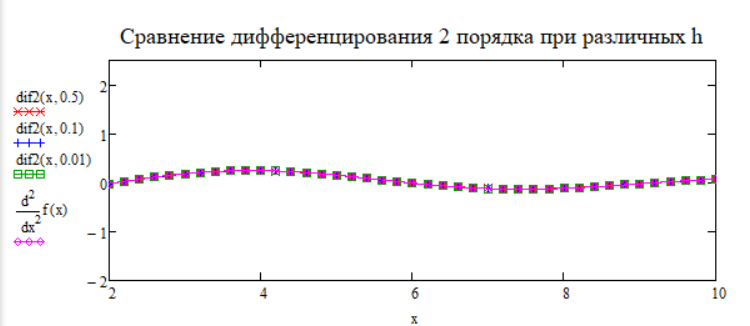 Сравнение дифференцирования 2 порядка при различных h
dif2(x, 0.5)
dif2(x, 0.1)
dif2(x, 0.01)
d²
dx² f(x)
2
1
0
− 1
− 2
2 4 6 8 10
x